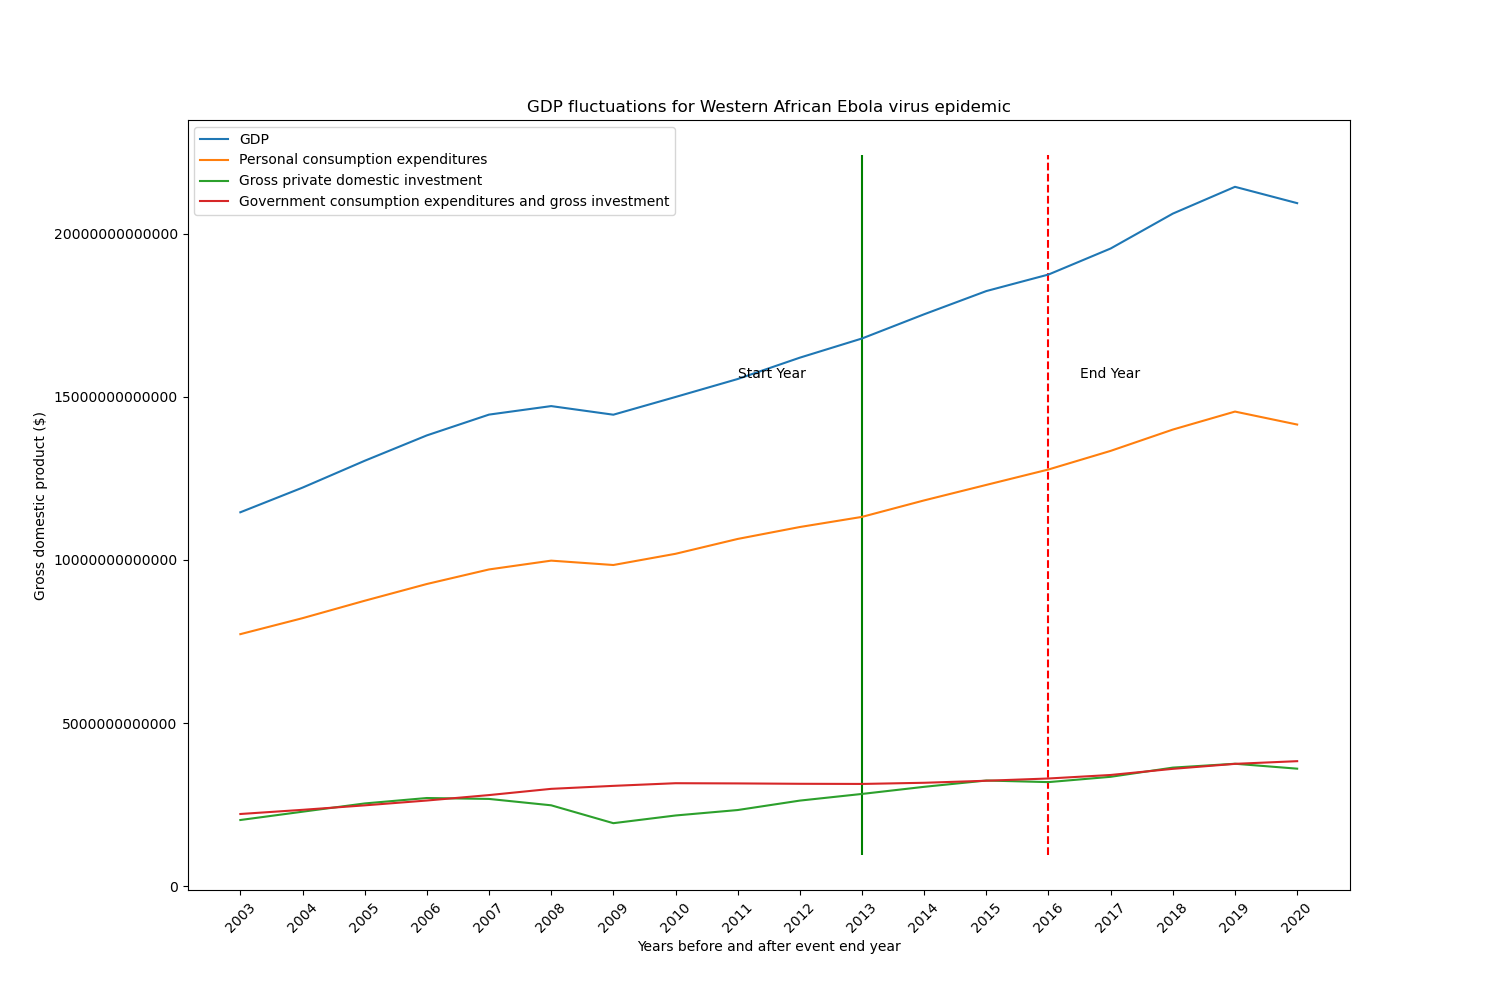 GDP fluctuations for Western African Ebola virus epidemic
GDP
Personal consumption expenditures
Gross private domestic investment
Government consumption expenditures and gross investment
20000000000000
15000000000000
10000000000000
5000000000000
0
Gross domestic product ($)
Start Year
End Year
2003
2004
2005
2006
2007
2008
2009
2010
2011
2012
2013
2014
2015
2016
2017
2018
2019
2020
Years before and after event end year